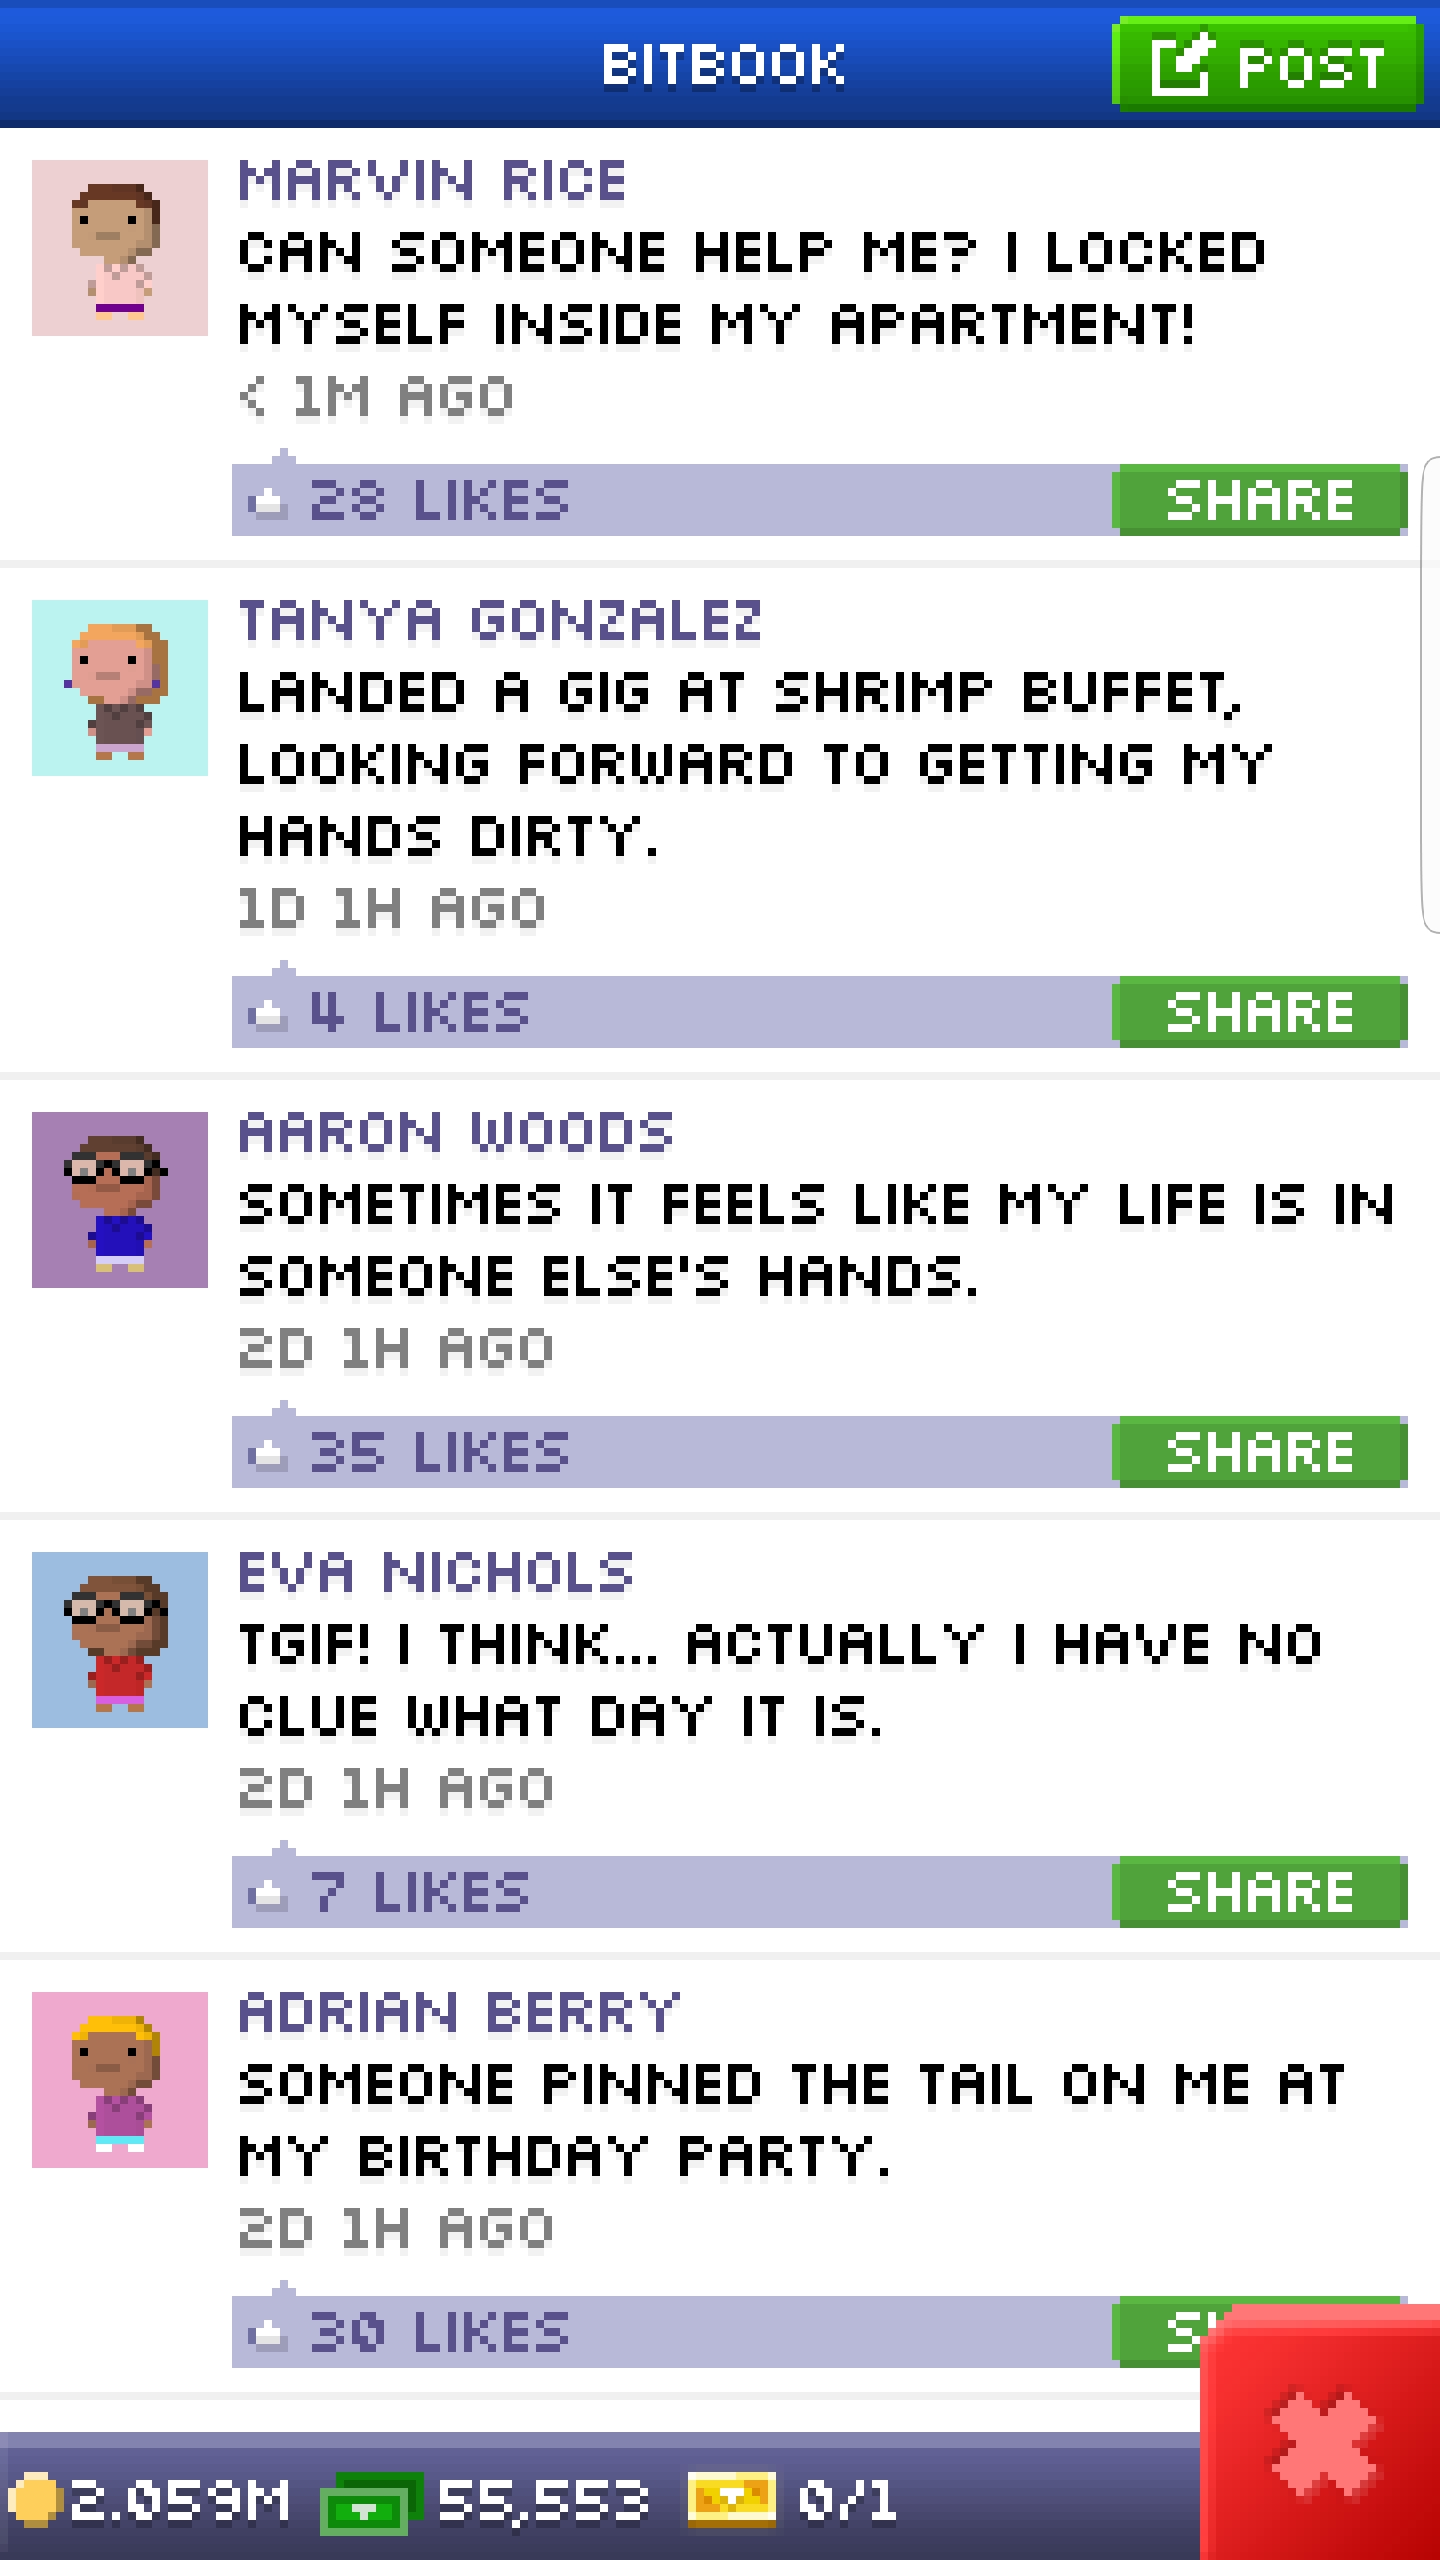 BITBOOK
POST
MARVIN RICE
CAN SOMEONE HELP ME? I LOCKED
MYSELF INSIDE MY APARTMENT!
< 1M AGO
28 LIKES
SHARE
TANYA GONZALEZ
LANDED A GIG AT SHRIMP BUFFET,
LOOKING FORWARD TO GETTING MY
HANDS DIRTY.
1D 1H AGO
4 LIKES
SHARE
AARON WOODS
SOMETIMES IT FEELS LIKE MY LIFE IS IN
SOMEONE ELSE'S HANDS.
2D 1H AGO
35 LIKES
SHARE
EVA NICHOLS
TGIF! I THINK... ACTUALLY I HAVE NO
CLUE WHAT DAY IT IS.
2D 1H AGO
7 LIKES
SHARE
ADRIAN BERRY
SOMEONE PINNED THE TAIL ON ME AT
MY BIRTHDAY PARTY.
2D 1H AGO
30 LIKES
2.059M
55,553
0/1